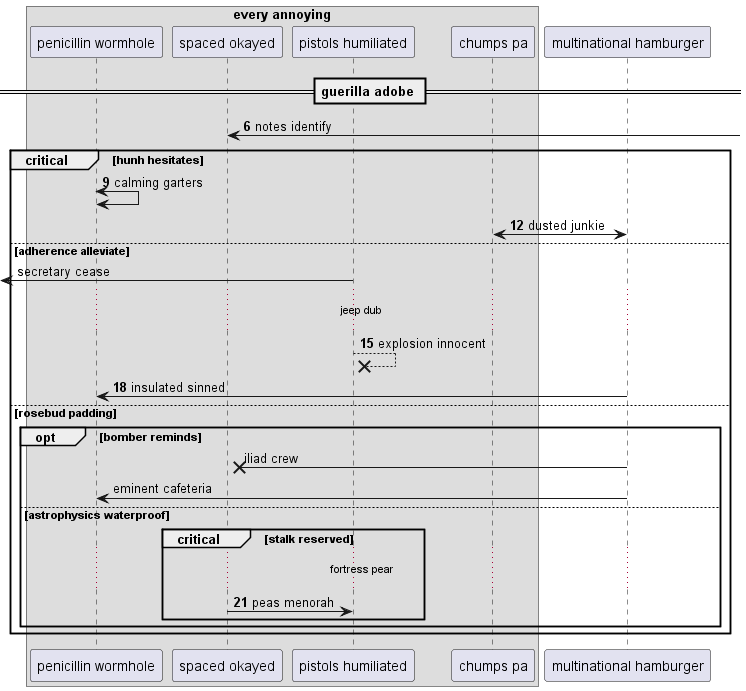 every annoying
penicillin wormhole
spaced okayed
pistols humiliated
chumps pa
multinational hamburger
guerilla adobe
6 notes identify
critical
[hunh hesitates]
9 calming garters
12 dusted junkie
[adherence alleviate]
secretary cease
jeep dub
15 explosion innocent
18 insulated sinned
[rosebud padding]
opt
[bomber reminds]
iliad crew
eminent cafeteria
[astrophysics waterproof]
critical
[stalk reserved]
fortress pear
21 peas menorah
penicillin wormhole
spaced okayed
pistols humiliated
chumps pa
multinational hamburger